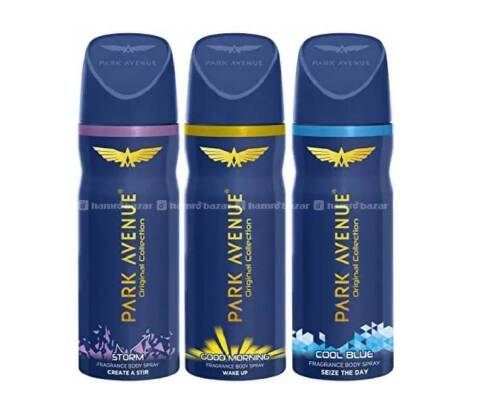 PARK AVENUE
PARK AVENUE
PARK AVENUE
hamrobazar
hamrobazar
hamrobazar
PARK AVENUE®
Original Collection
STORM
FRAGRANCE BODY SPRAY
CREATE A STIR
PARK AVENUE®
Original Collection
GOOD MORNING
FRAGRANCE BODY SPRAY
WAKE UP
PARK AVENUE®
Original Collection
COOL BLUE
FRAGRANCE BODY SPRAY
SEIZE THE DAY